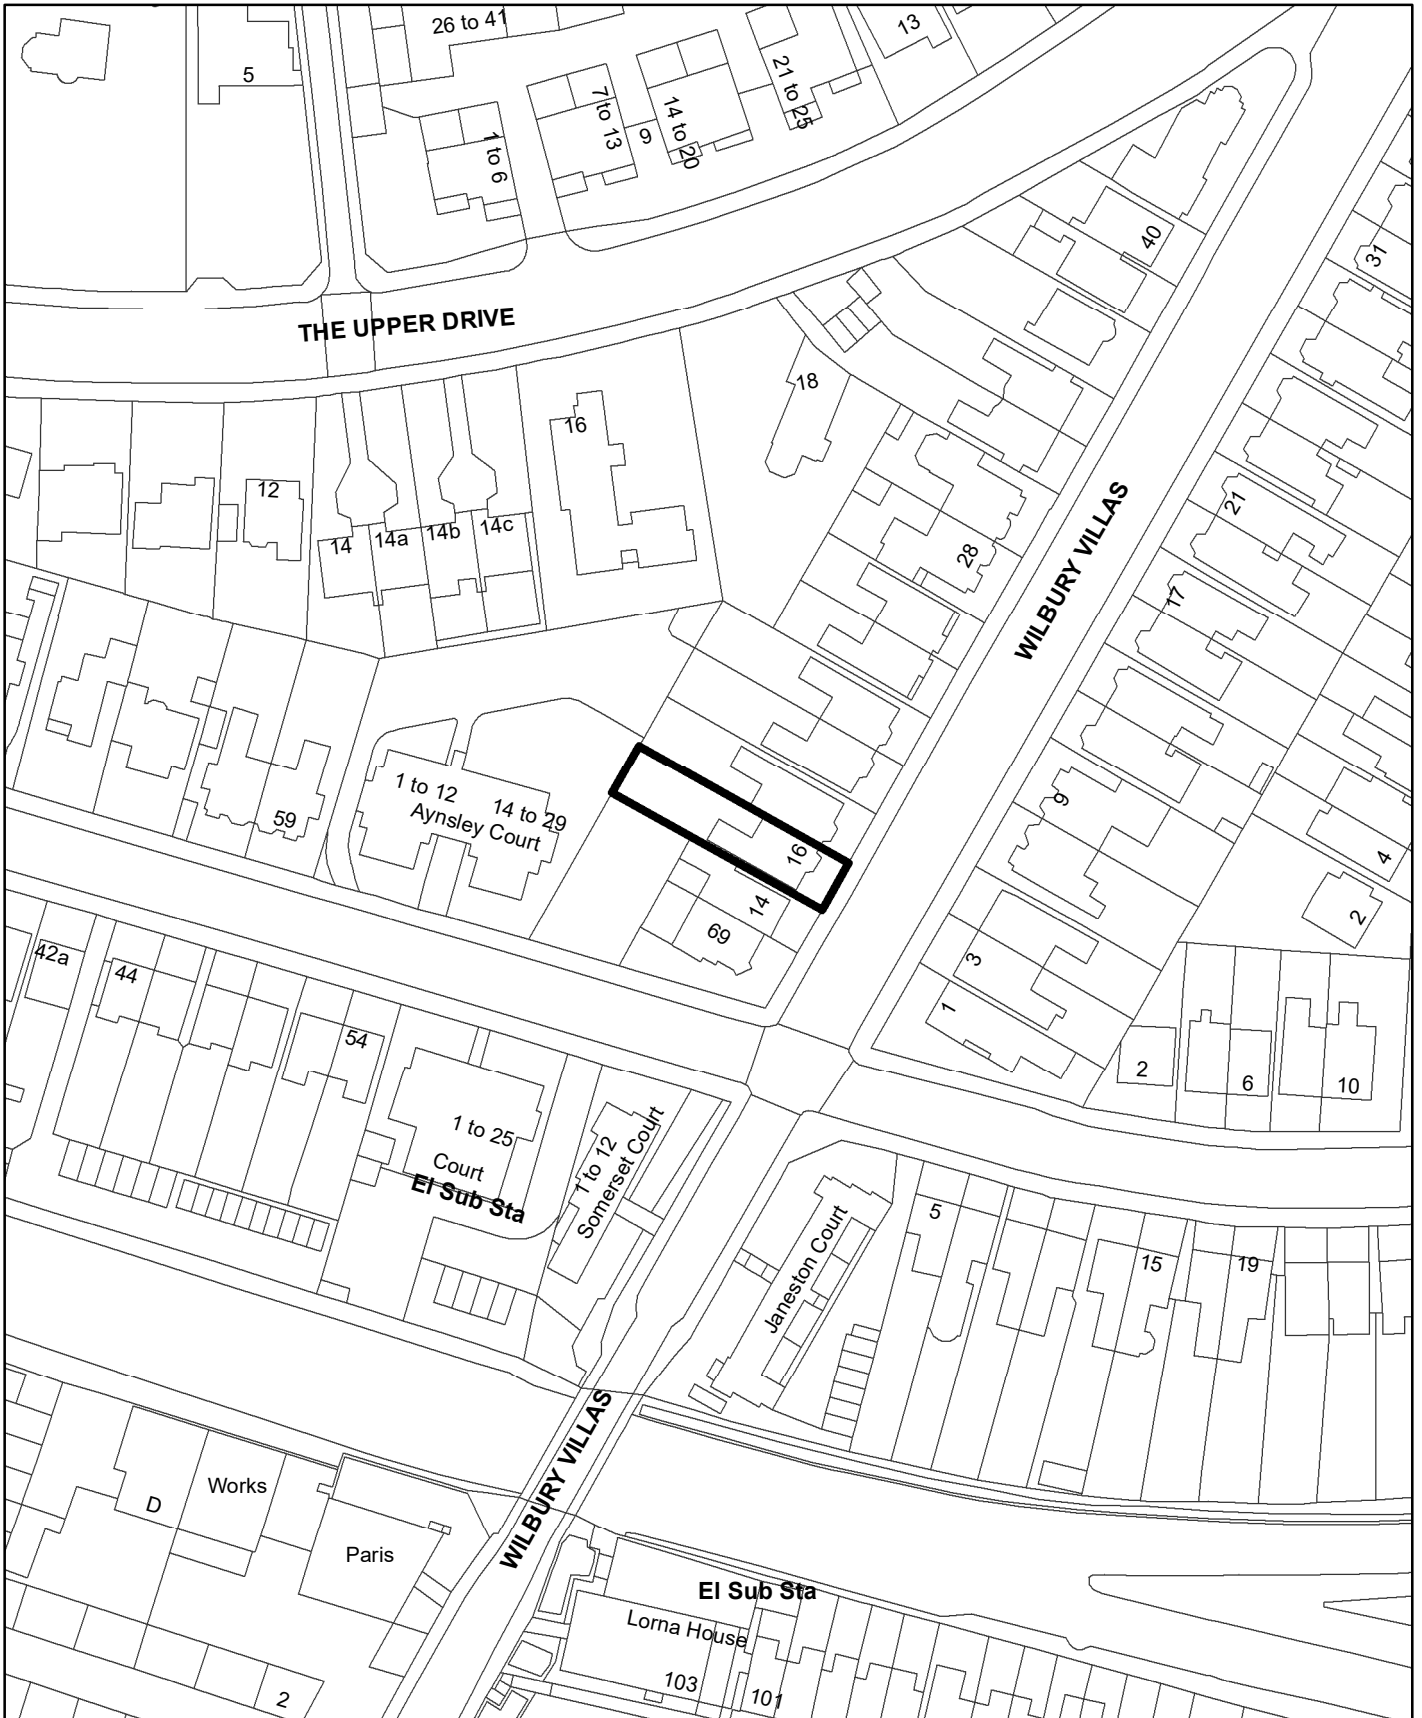 26 to 41
13
5
21 to 25
7 to 13
14 to 20
9
1 to 6
40
31
THE UPPER DRIVE
18
16
12
14
14a
14b
14c
21
28
WILBURY VILLAS
17
1 to 12
14 to 29
Aynsley Court
59
9
16
4
14
2
69
42a
44
3
1
54
2
6
10
1 to 25
Court
El Sub Sta
1 to 12
Somerset Court
Janeston Court
5
15
19
WILBURY VILLAS
Works
D
Paris
El Sub Sta
Lorna House
103
101
2